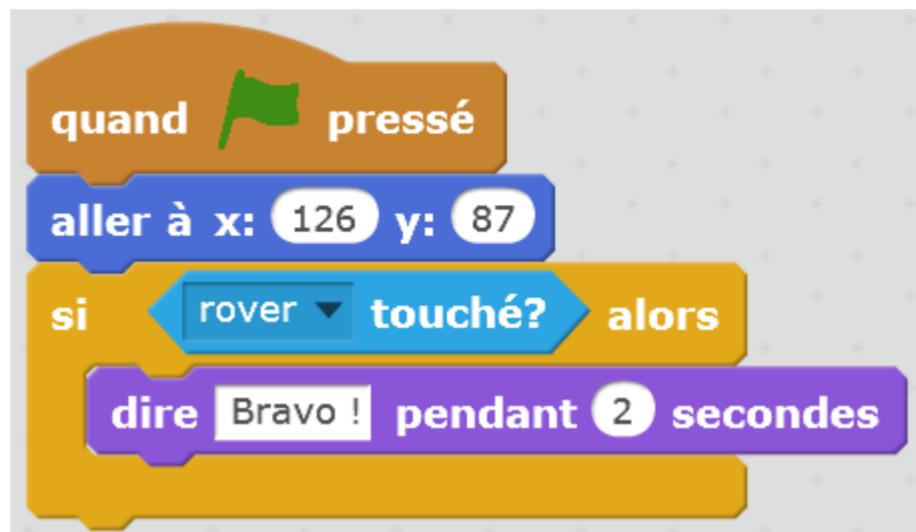 quand pressé
aller à x: 126 y: 87
si rover touché? alors
dire Bravo ! pendant 2 secondes